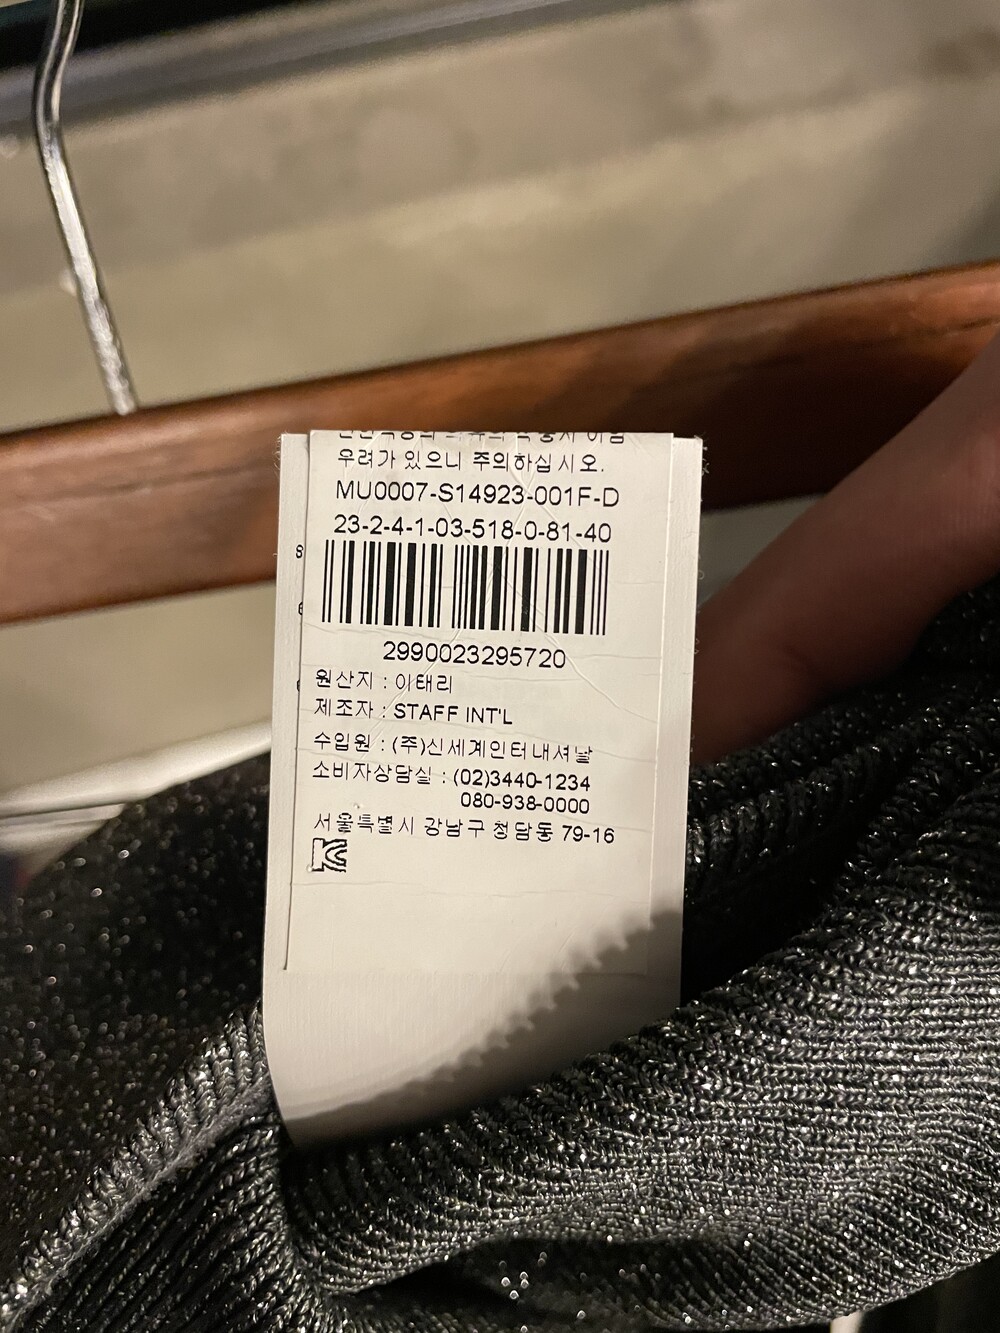 우려가 있으니 주의하십시오.
MU0007-S14923-001F-D
23-2-4-1-03-518-0-81-40
2990023295720
원산지 : 이태리
제조자 : STAFF INT'L
수입원 : (주)신세계인터내셔날
소비자상담실 : (02)3440-1234
080-938-0000
서울특별시 강남구 청담동 79-16